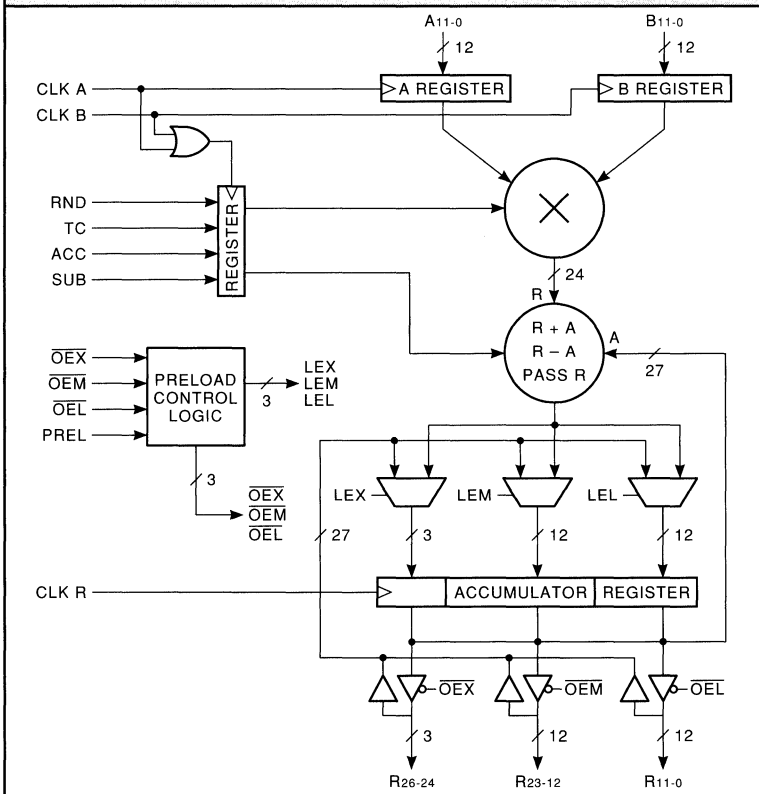 A11-0 B11-0
12 12
CLK A A REGISTER B REGISTER
CLK B
RND
TC
ACC
SUB
REGISTER
24
R
R + A
R – A
PASS R
A
27
OEX
OEM
OEL
PREL
PRELOAD
CONTROL
LOGIC
3
LEX
LEM
LEL
3
OEX
OEM
OEL
LEX LEM LEL
27 3 12 12
CLK R ACCUMULATOR REGISTER
OEX OEM OEL
3 12 12
R26-24 R23-12 R11-0